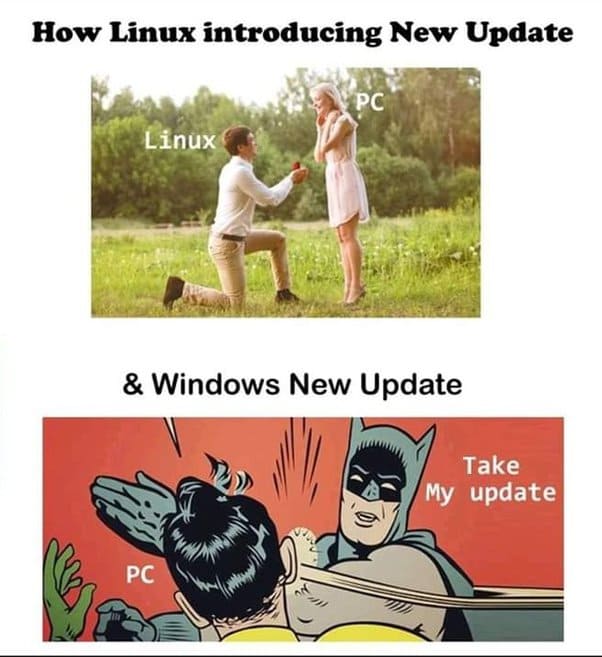 How Linux introducing New Update
PC
Linux
& Windows New Update
Take
My update
PC